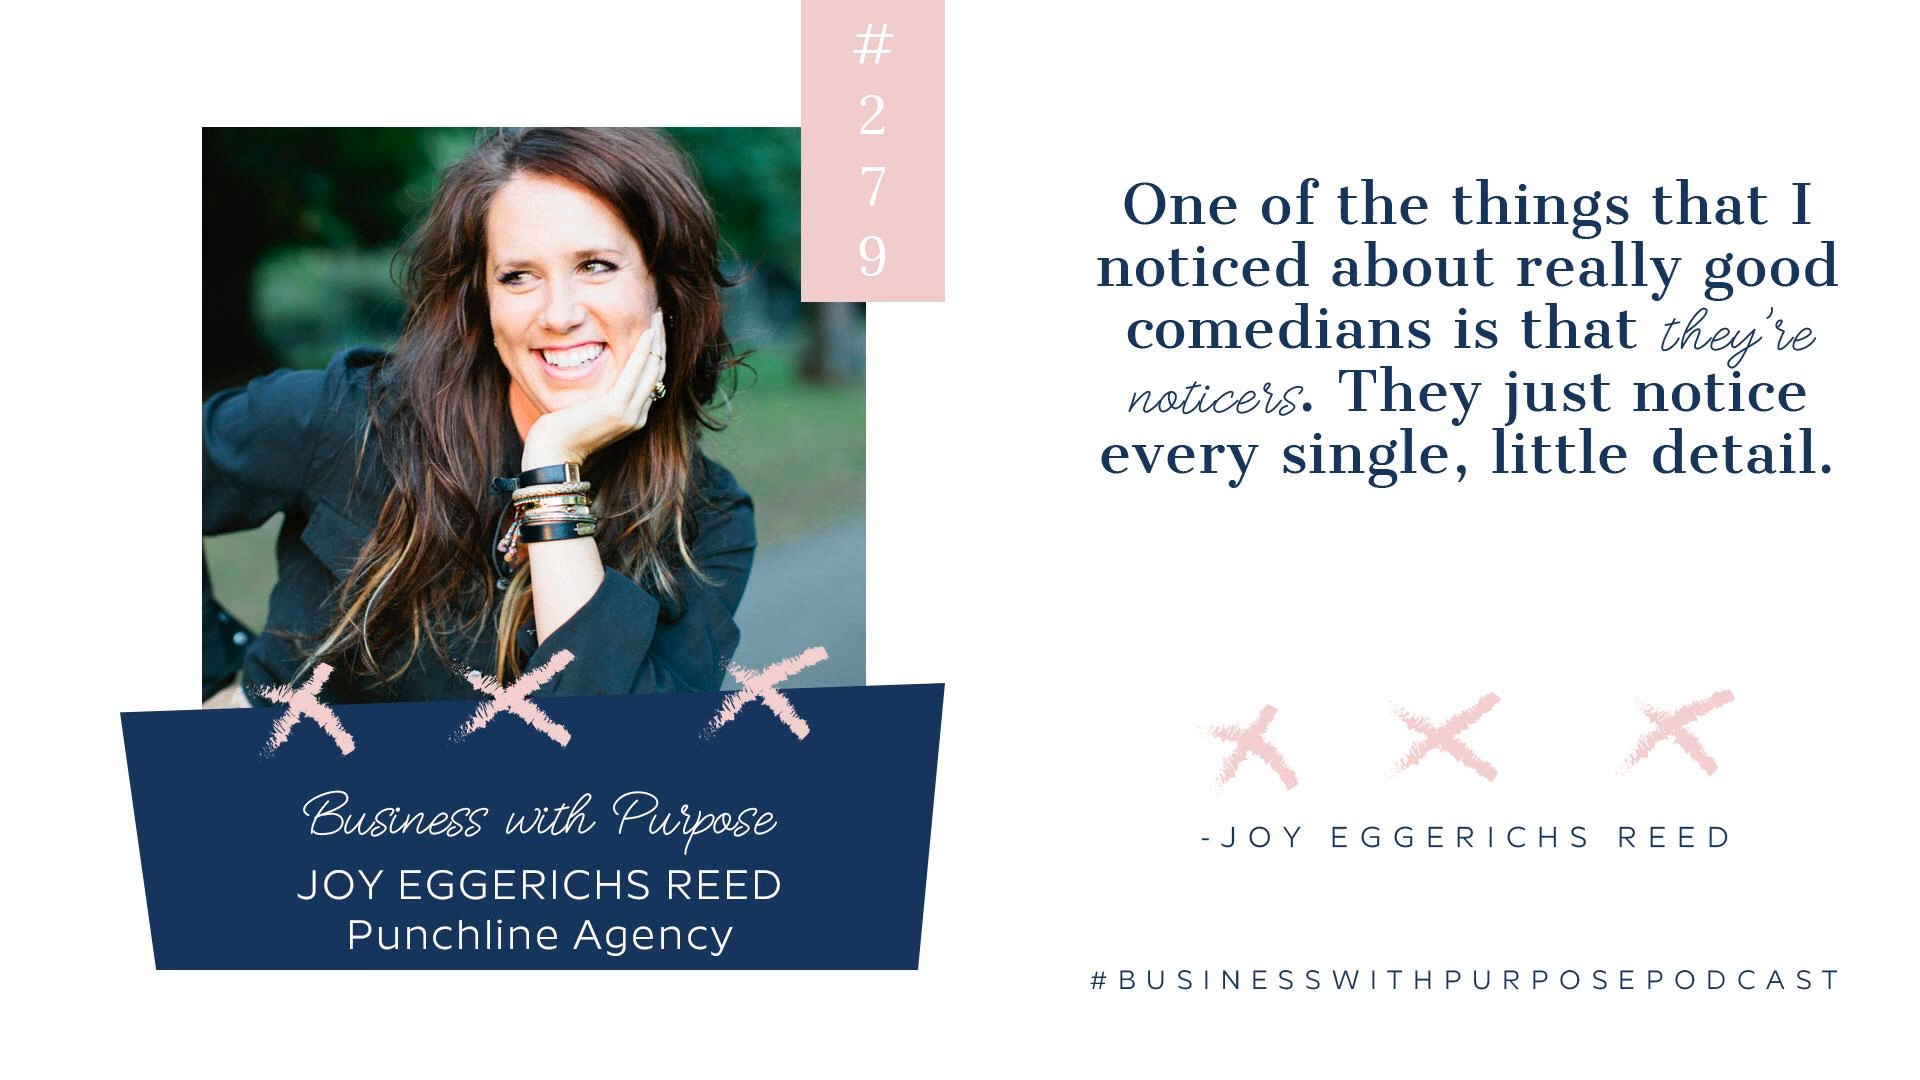 #
2
7
9
Business with Purpose
JOY EGGERICHS REED
Punchline Agency
One of the things that I
noticed about really good
comedians is that they're
noticers. They just notice
every single, little detail.
-JOY EGGERICHS REED
#BUSINESSWITHPURPOSEPODCAST